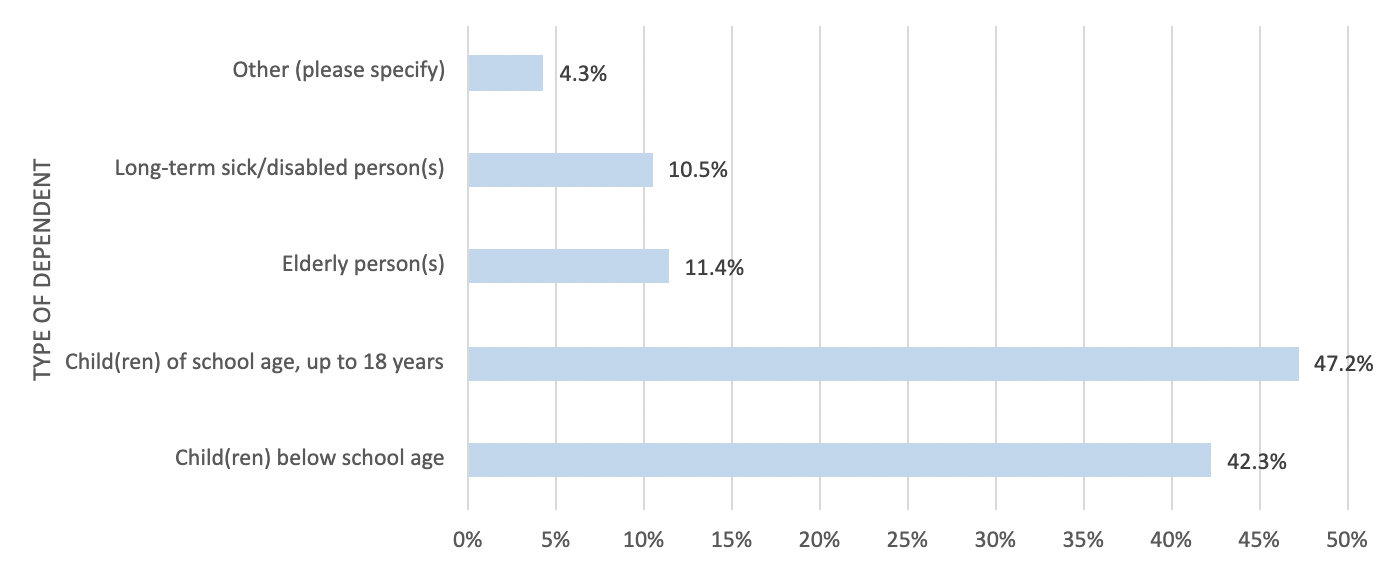 TYPE OF DEPENDENT
Other (please specify) 4.3%
Long-term sick/disabled person(s) 10.5%
Elderly person(s) 11.4%
Child(ren) of school age, up to 18 years 47.2%
Child(ren) below school age 42.3%
0% 5% 10% 15% 20% 25% 30% 35% 40% 45% 50%